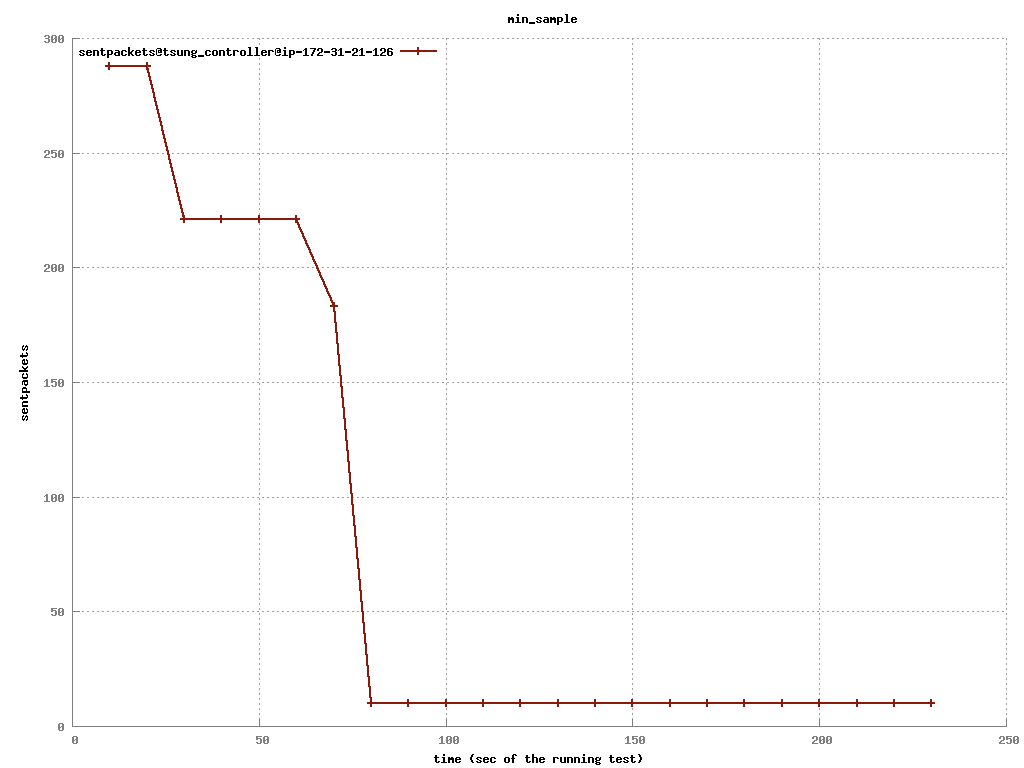 min_sample
300
sentpackets@tsung_controller@ip-172-31-21-126
250
200
150
100
50
0
sentpackets
0 50 100 150 200 250
time (sec of the running test)